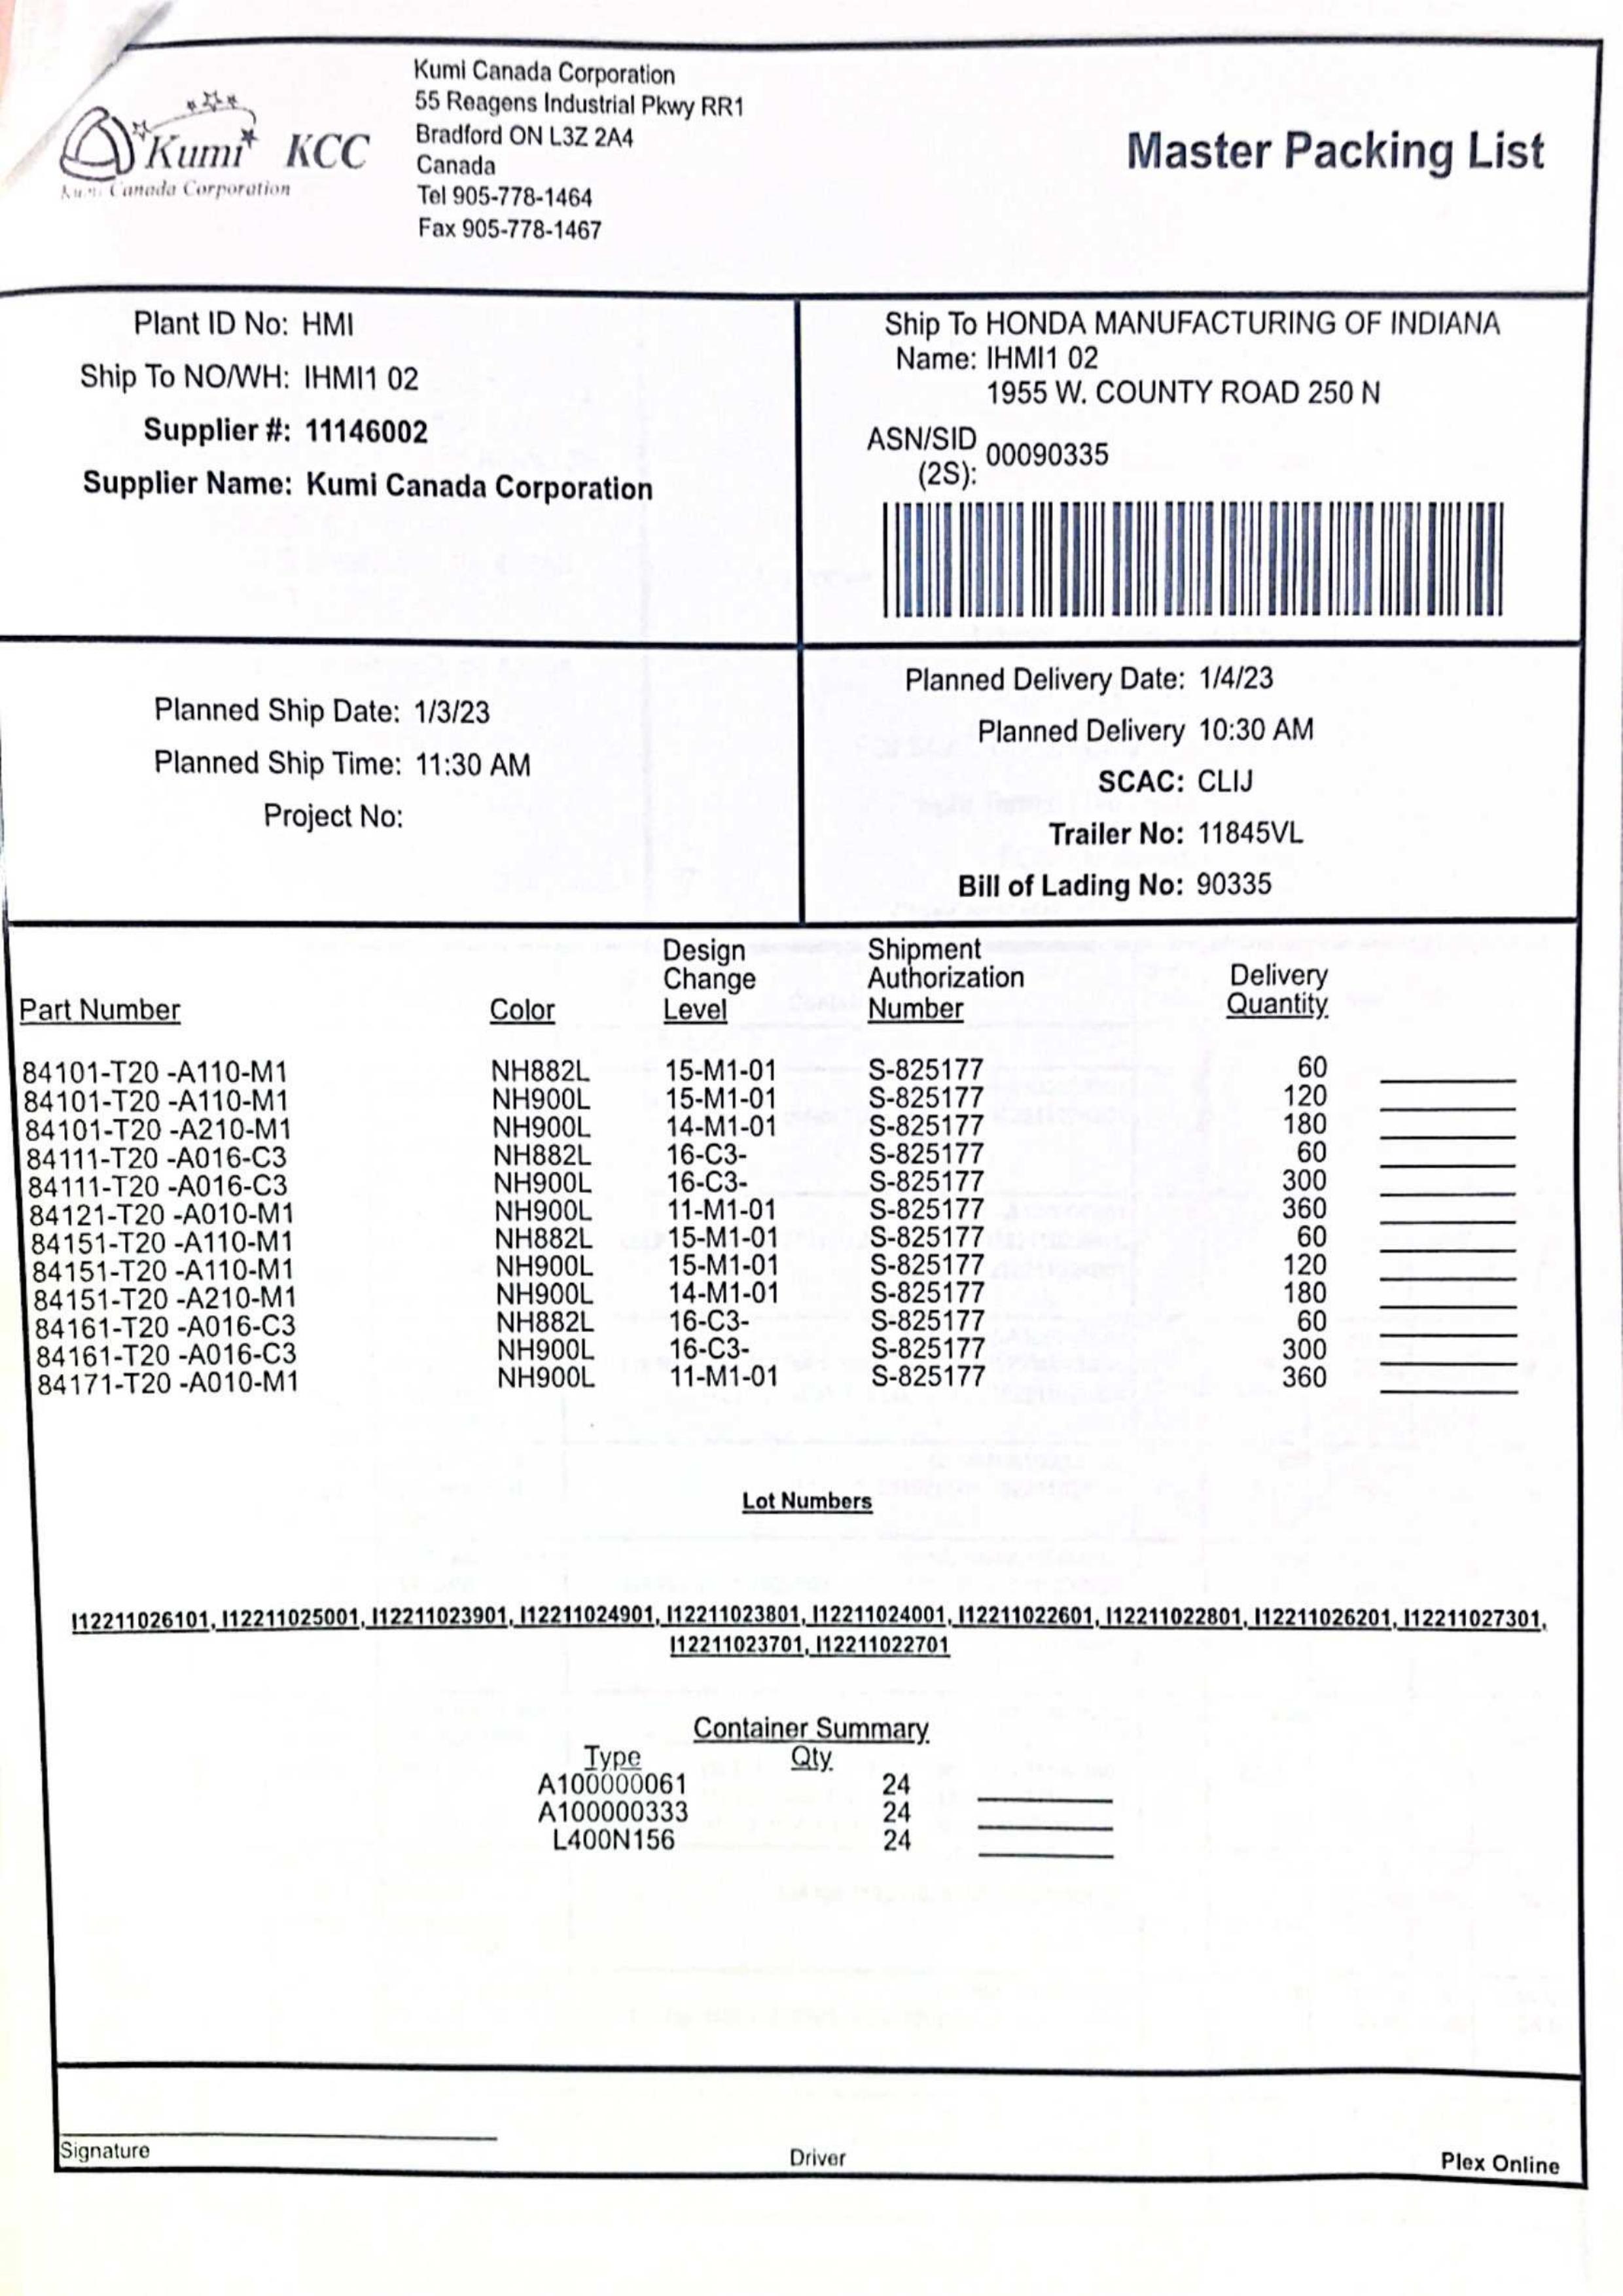 Kumi Canada Corporation
55 Reagens Industrial Pkwy RR1
Bradford ON L3Z 2A4
Canada
Tel 905-778-1464
Fax 905-778-1467
Kumi KCC
Kumi Canada Corporation
Master Packing List
Plant ID No: HMI
Ship To NO/WH: IHMI1 02
Supplier #: 11146002
Supplier Name: Kumi Canada Corporation
Ship To HONDA MANUFACTURING OF INDIANA
Name: IHMI1 02
1955 W. COUNTY ROAD 250 N
ASN/SID 00090335
(2S):
Planned Ship Date: 1/3/23
Planned Ship Time: 11:30 AM
Project No:
Planned Delivery Date: 1/4/23
Planned Delivery 10:30 AM
SCAC: CLIJ
Trailer No: 11845VL
Bill of Lading No: 90335
Part Number Color Design Change Level Shipment Authorization Number Delivery Quantity
84101-T20 -A110-M1 NH882L 15-M1-01 S-825177 60
84101-T20 -A110-M1 NH900L 15-M1-01 S-825177 120
84101-T20 -A210-M1 NH900L 14-M1-01 S-825177 180
84111-T20 -A016-C3 NH882L 16-C3- S-825177 60
84111-T20 -A016-C3 NH900L 16-C3- S-825177 300
84121-T20 -A010-M1 NH900L 11-M1-01 S-825177 360
84151-T20 -A110-M1 NH882L 15-M1-01 S-825177 60
84151-T20 -A110-M1 NH900L 15-M1-01 S-825177 120
84151-T20 -A210-M1 NH900L 14-M1-01 S-825177 180
84161-T20 -A016-C3 NH882L 16-C3- S-825177 60
84161-T20 -A016-C3 NH900L 16-C3- S-825177 300
84171-T20 -A010-M1 NH900L 11-M1-01 S-825177 360
Lot Numbers
I12211026101, I12211025001, I12211023901, I12211024901, I12211023801, I12211024001, I12211022601, I12211022801, I12211026201, I12211027301,
I12211023701, I12211022701
Container Summary
Type Qty
A100000061 24
A100000333 24
L400N156 24
Signature
Driver
Plex Online